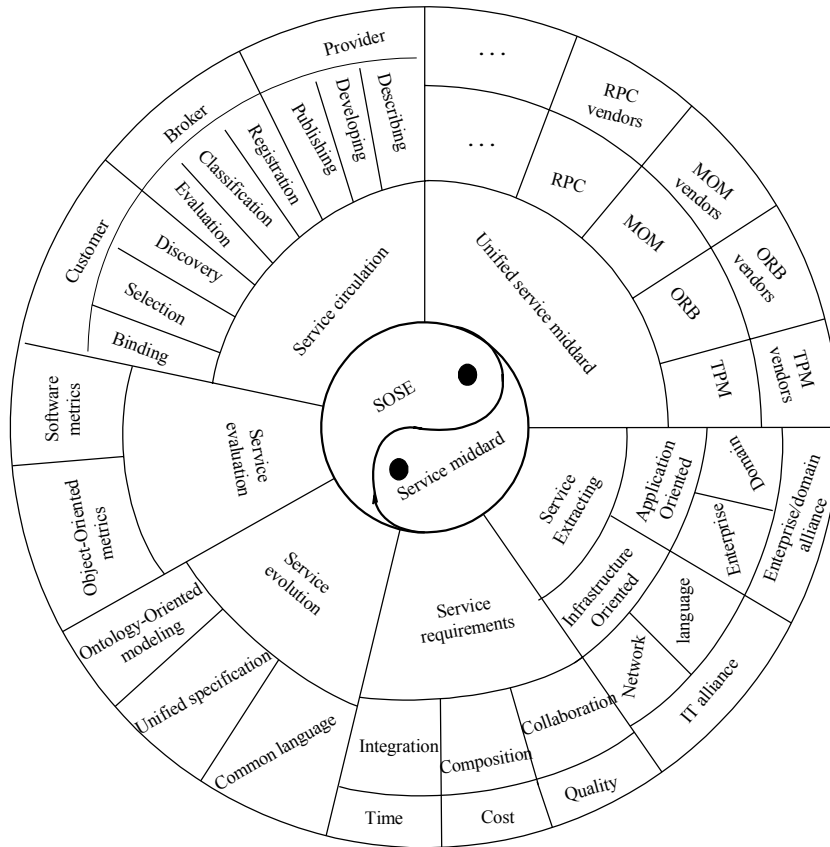 Provider
Broker
Customer
Describing
Developing
Publishing
Registration
Classification
Evaluation
Discovery
Selection
Binding
Service circulation
...
...
RPC
vendors
RPC
MOM
vendors
MOM
ORB
vendors
ORB
TPM
vendors
TPM
Unified service middard
SOSE
Service middard
Software
metrics
Object-Oriented
metrics
Service
evaluation
Service
evolution
Ontology-Oriented
modeling
Unified specification
Common language
Service
requirements
Integration
Composition
Collaboration
Time
Cost
Quality
Service
Extracting
Application
Oriented
Infrastructure
Oriented
Domain
Enterprise
language
Network
Enterprise/domain
alliance
IT alliance